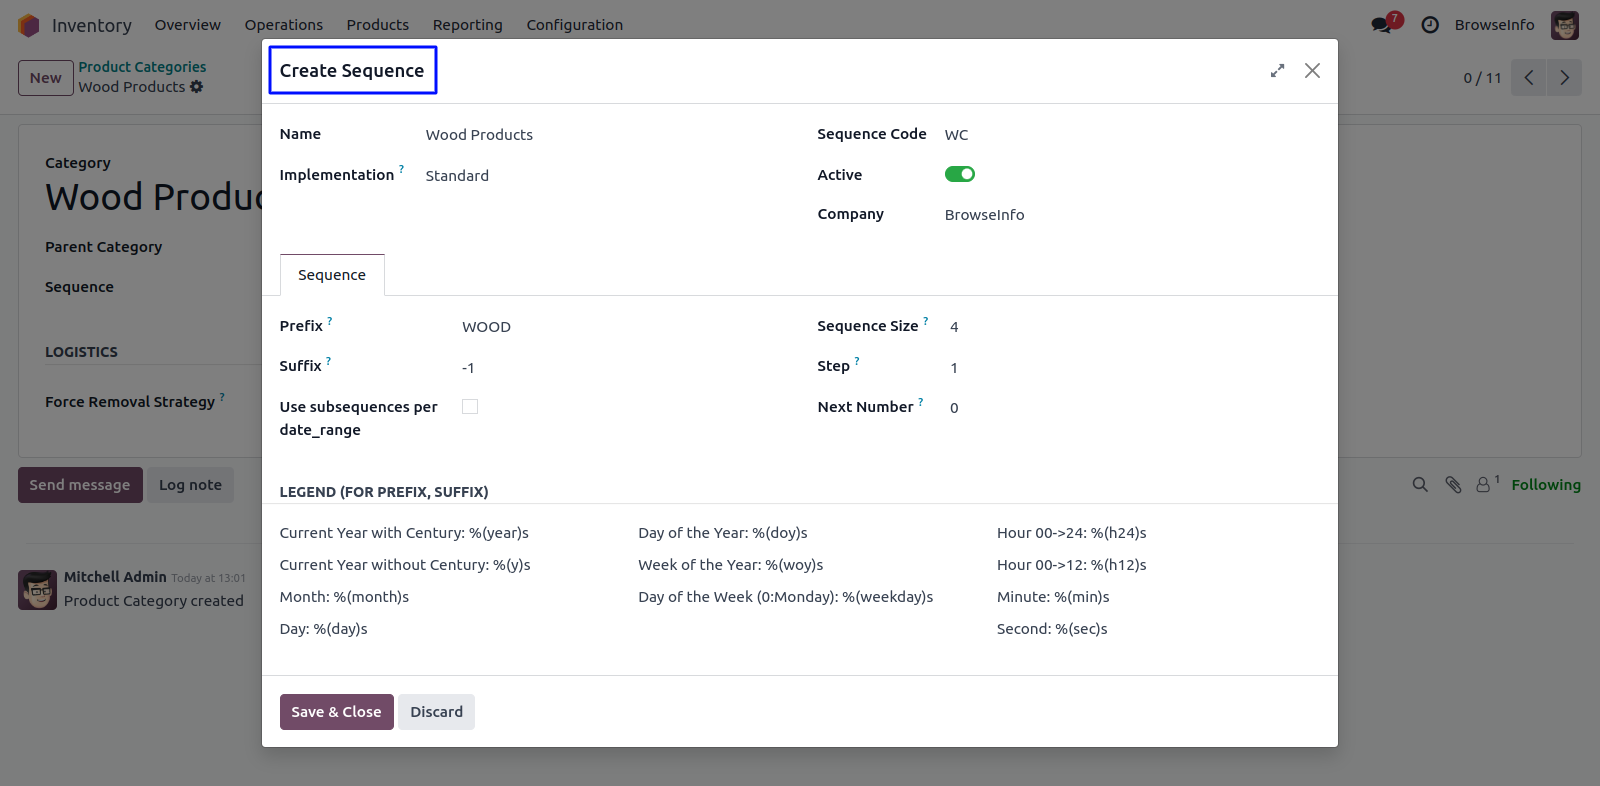 Inventory Overview Operations Products Reporting Configuration 7 BrowseInfo
New Product Categories
Wood Products 0 / 11
Category
Wood Produc
Parent Category
Sequence
LOGISTICS
Force Removal Strategy ?
Send message Log note 1 Following
Mitchell Admin Today at 13:01
Product Category created
Create Sequence
Name Wood Products Sequence Code WC
Implementation ? Standard Active
Company BrowseInfo
Sequence
Prefix ? WOOD Sequence Size ? 4
Suffix ? -1 Step ? 1
Use subsequences per Next Number ? 0
date_range
LEGEND (FOR PREFIX, SUFFIX)
Current Year with Century: %(year)s Day of the Year: %(doy)s Hour 00->24: %(h24)s
Current Year without Century: %(y)s Week of the Year: %(woy)s Hour 00->12: %(h12)s
Month: %(month)s Day of the Week (0:Monday): %(weekday)s Minute: %(min)s
Day: %(day)s Second: %(sec)s
Save & Close Discard